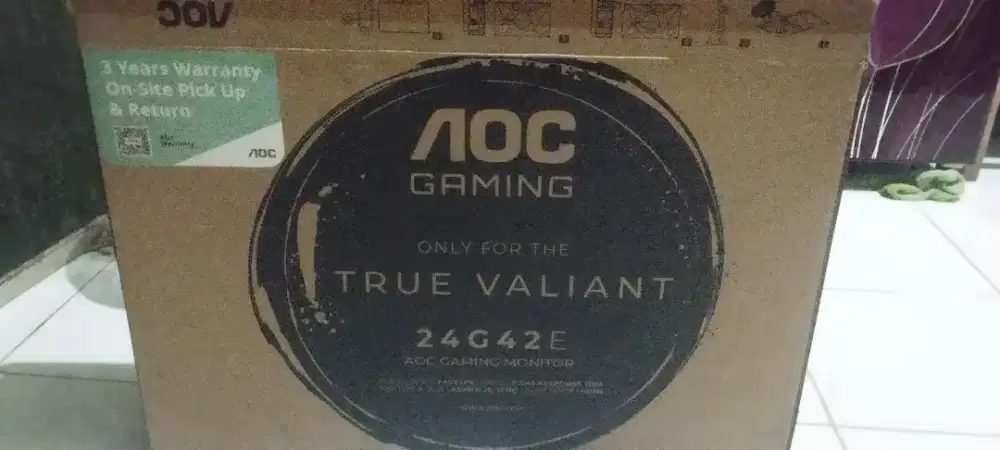 AOC
3 Years Warranty
On-Site Pick Up
& Return
AOC
AOC
GAMING
ONLY FOR THE
TRUE VALIANT
24G42E
AOC GAMING MONITOR